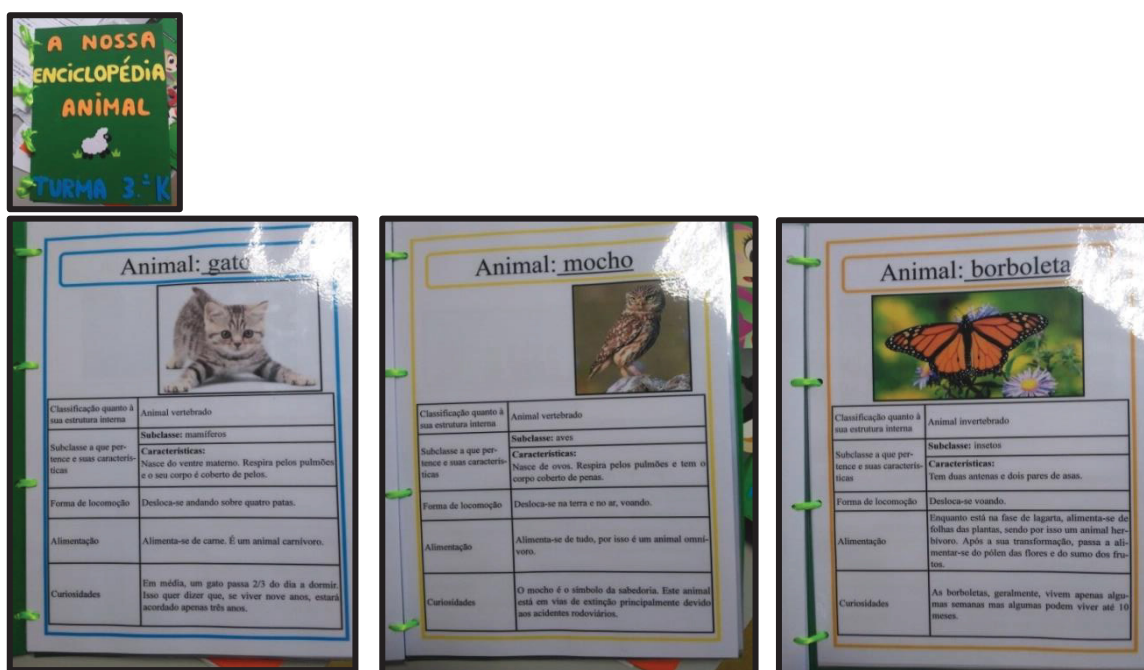 A NOSSA
ENCICLOPÉDIA
ANIMAL
TURMA 3.ª K
Animal: gato
Classificação quanto à
sua estrutura interna
Animal vertebrado
Subclasse a que per-
tence e suas caracterís-
ticas
Subclasse: mamíferos
Características:
Nasce do ventre materno. Respira pelos pulmões
e o seu corpo é coberto de pelos.
Forma de locomoção
Desloca-se andando sobre quatro patas.
Alimentação
Alimenta-se de carne. É um animal carnívoro.
Curiosidades
Em média, um gato passa 2/3 do dia a dormir.
Isso quer dizer que, se viver nove anos, estará
acordado apenas três anos.
Animal: mocho
Classificação quanto à
sua estrutura interna
Animal vertebrado
Subclasse a que per-
tence e suas caracterís-
ticas
Subclasse: aves
Características:
Nasce de ovos. Respira pelos pulmões e tem o
corpo coberto de penas.
Forma de locomoção
Desloca-se na terra e no ar, voando.
Alimentação
Alimenta-se de tudo, por isso é um animal omní-
voro.
Curiosidades
O mocho é o símbolo da sabedoria. Este animal
está em vias de extinção principalmente devido
aos acidentes rodoviários.
Animal: borboleta
Classificação quanto à
sua estrutura interna
Animal invertebrado
Subclasse a que per-
tence e suas caracterís-
ticas
Subclasse: insetos
Características:
Tem duas antenas e dois pares de asas.
Forma de locomoção
Desloca-se voando.
Alimentação
Enquanto está na fase de lagarta, alimenta-se de
folhas das plantas, sendo por isso um animal her-
bívoro. Após a sua transformação, passa a ali-
mentar-se do pólen das flores e do sumo dos fru-
tos.
Curiosidades
As borboletas, geralmente, vivem apenas algu-
mas semanas mas algumas podem viver até 10
meses.